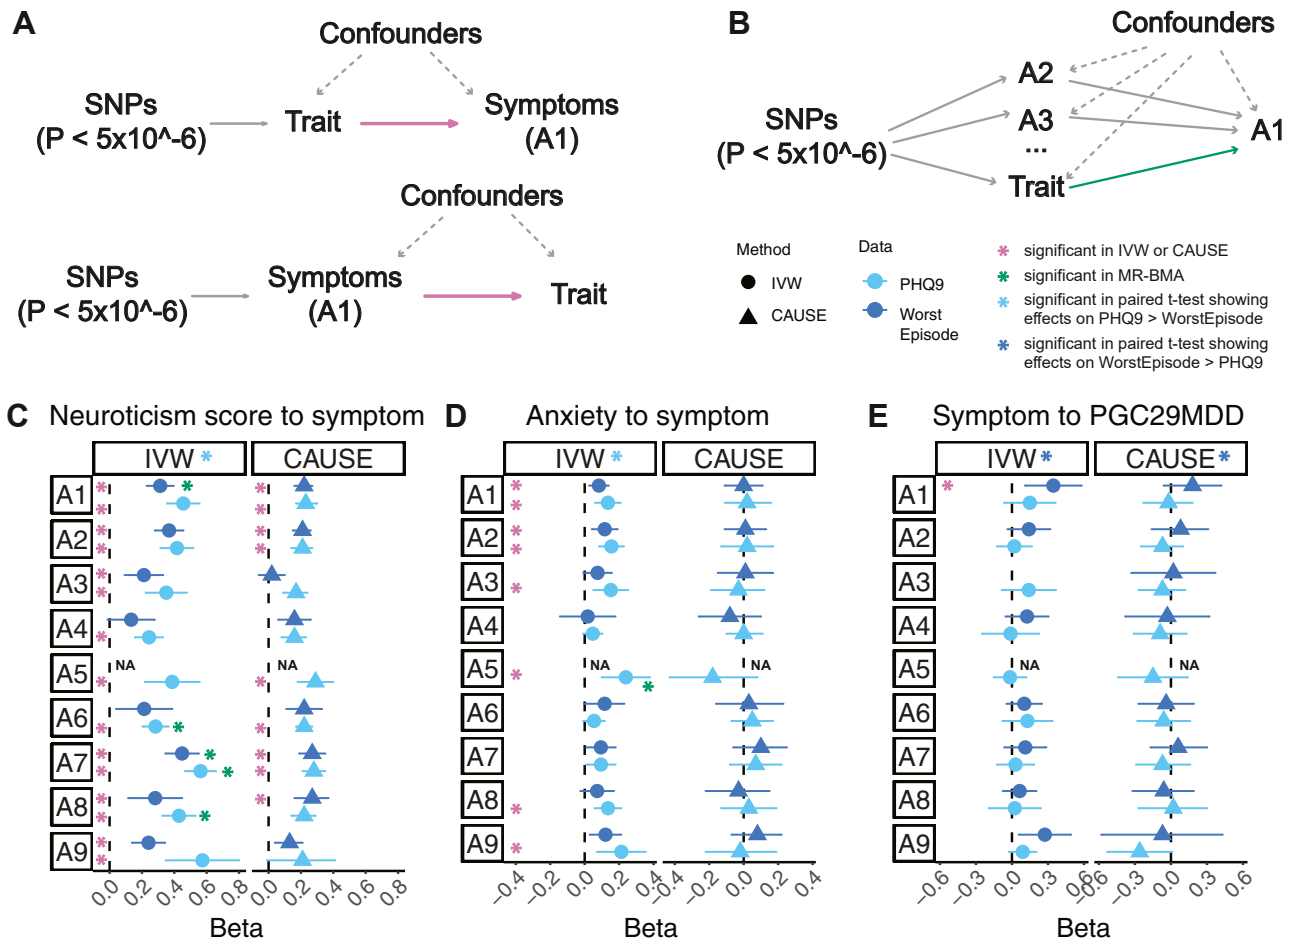 A
Confounders
SNPs
(P < 5x10^-6)
Trait
Symptoms
(A1)
Confounders
SNPs
(P < 5x10^-6)
Symptoms
(A1)
Trait
B
Confounders
A2
SNPs
(P < 5x10^-6)
A3
...
Trait
A1
Method
IVW
CAUSE
Data
PHQ9
Worst
Episode
* significant in IVW or CAUSE
* significant in MR-BMA
* significant in paired t-test showing
effects on PHQ9 > WorstEpisode
* significant in paired t-test showing
effects on WorstEpisode > PHQ9
C Neuroticism score to symptom
IVW * CAUSE
A1
A2
A3
A4
A5 NA NA
A6
A7
A8
A9
0.0 0.2 0.4 0.6 0.8 0.0 0.2 0.4 0.6 0.8
Beta
D Anxiety to symptom
IVW * CAUSE
A1
A2
A3
A4
A5 NA NA
A6
A7
A8
A9
−0.4 −0.2 0.0 0.2 0.4 −0.4 −0.2 0.0 0.2 0.4
Beta
E Symptom to PGC29MDD
IVW * CAUSE *
A1
A2
A3
A4
A5 NA NA
A6
A7
A8
A9
−0.6 −0.3 0.0 0.3 0.6 −0.6 −0.3 0.0 0.3 0.6
Beta